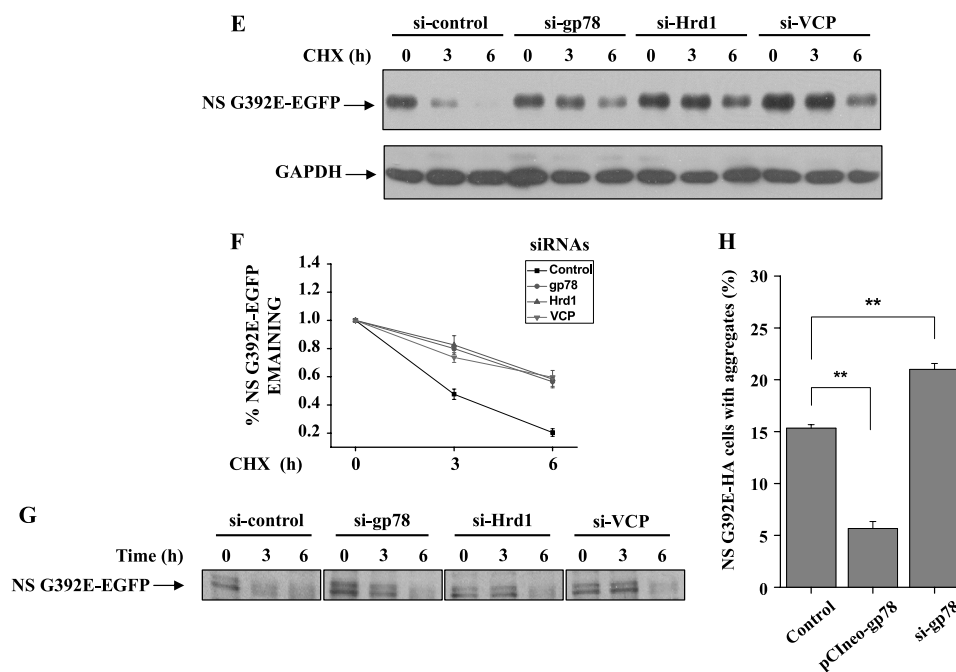 E
si-control si-gp78 si-Hrd1 si-VCP
CHX (h) 0 3 6 0 3 6 0 3 6 0 3 6
NS G392E-EGFP
GAPDH
F
siRNAs
Control
gp78
Hrd1
VCP
% NS G392E-EGFP
EMAINING
1.4
1.2
1.0
0.8
0.6
0.4
0.2
CHX (h) 0 3 6
G
si-control si-gp78 si-Hrd1 si-VCP
Time (h) 0 3 6 0 3 6 0 3 6 0 3 6
NS G392E-EGFP
H
NS G392E-HA cells with aggregates (%)
30
25
20
15
10
5
0
**
**
Control
pCIneo-gp78
si-gp78